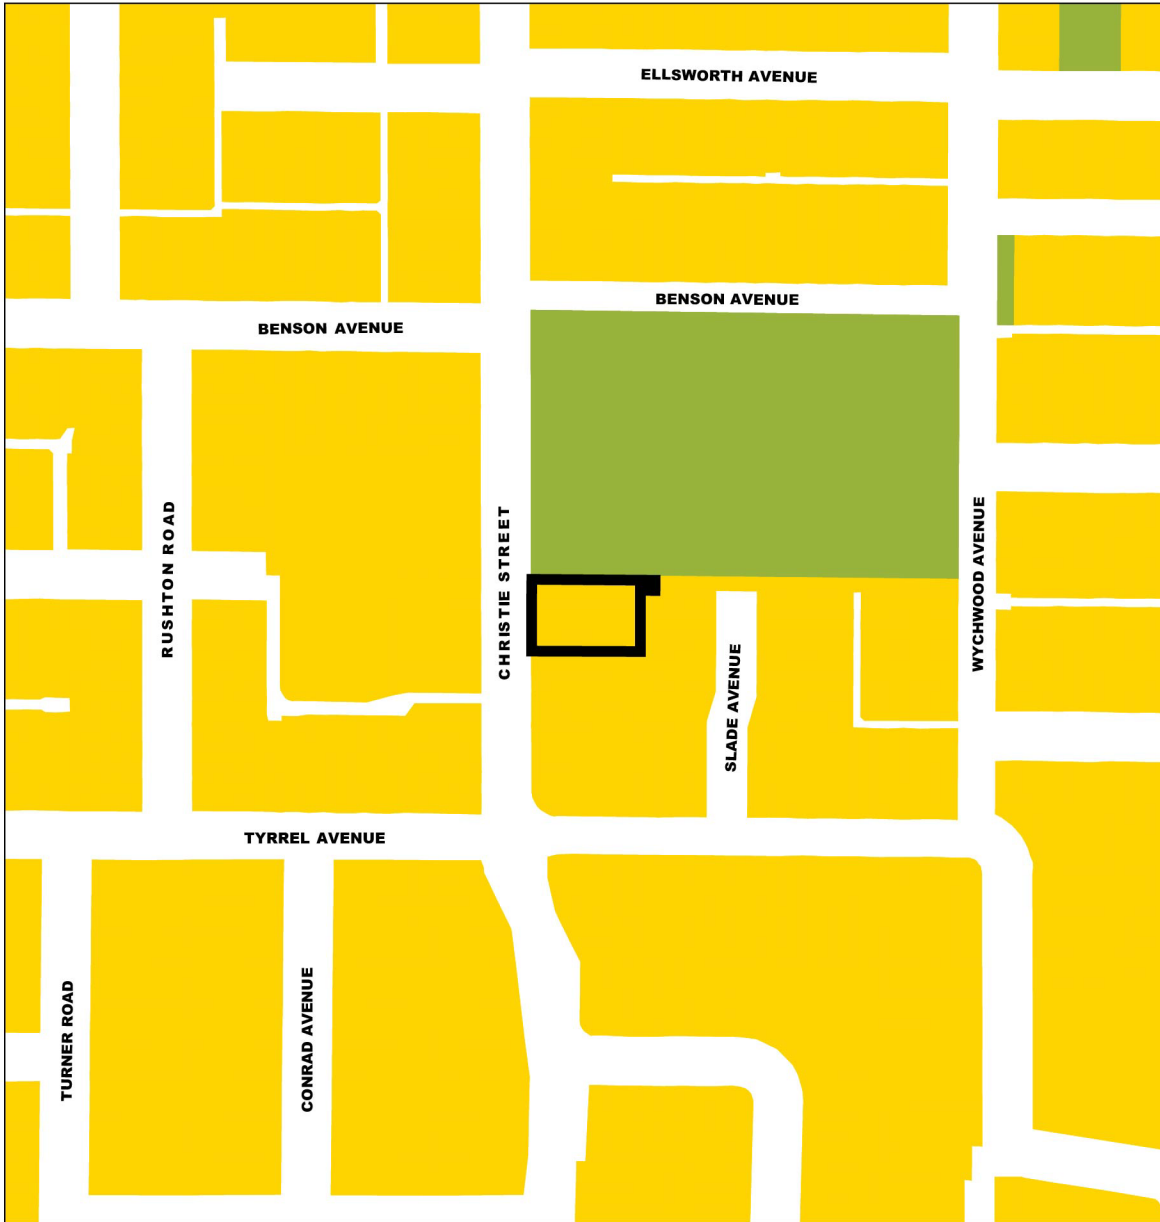 ELLSWORTH AVENUE
BENSON AVENUE
BENSON AVENUE
RUSHTON ROAD
CHRISTIE STREET
WYCHWOOD AVENUE
SLADE AVENUE
TYRREL AVENUE
TURNER ROAD
CONRAD AVENUE